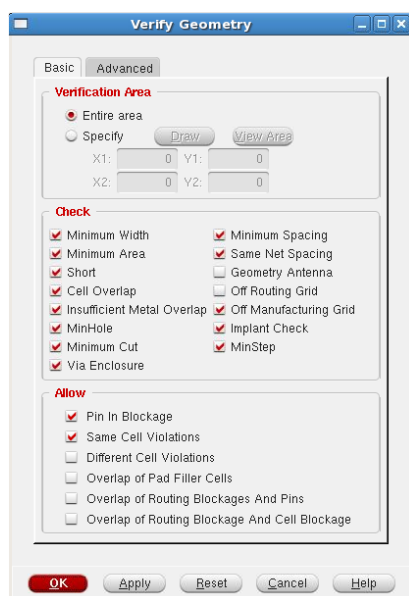 Verify Geometry
Basic Advanced
Verification Area
Entire area
Specify Draw View Area
X1: 0 Y1: 0
X2: 0 Y2: 0
Check
Minimum Width Minimum Spacing
Minimum Area Same Net Spacing
Short Geometry Antenna
Cell Overlap Off Routing Grid
Insufficient Metal Overlap Off Manufacturing Grid
MinHole Implant Check
Minimum Cut MinStep
Via Enclosure
Allow
Pin In Blockage
Same Cell Violations
Different Cell Violations
Overlap of Pad Filler Cells
Overlap of Routing Blockages And Pins
Overlap of Routing Blockage And Cell Blockage
OK Apply Reset Cancel Help